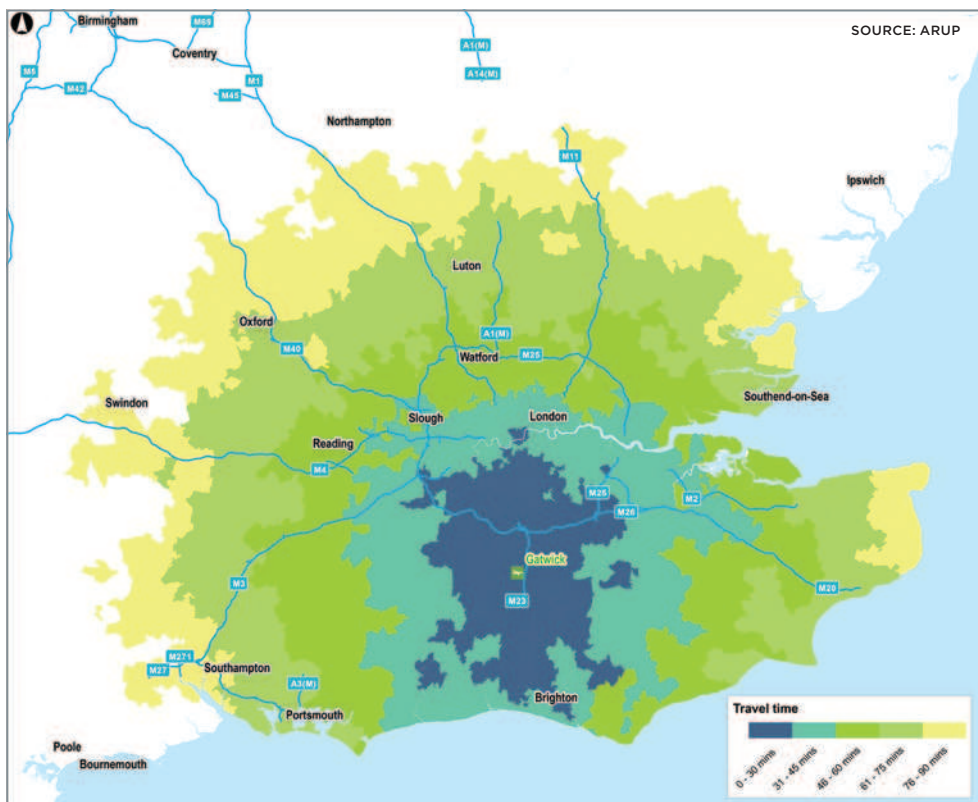 Birmingham
M69
SOURCE: ARUP
A1(M)
Coventry
M5
A14(M)
M1
M42
M45
Northampton
M11
Ipswich
Luton
Oxford
A1(M)
M40
Watford
M25
Southend-on-Sea
Swindon
London
Slough
Reading
M4
M25
M2
M26
Gatwick
M3
M20
M23
M271
Southampton
M27
A3(M)
Brighton
Portsmouth
Travel time
Poole
Bournemouth
0 - 30 mins
31 - 45 mins
46 - 60 mins
61 - 75 mins
76 - 90 mins